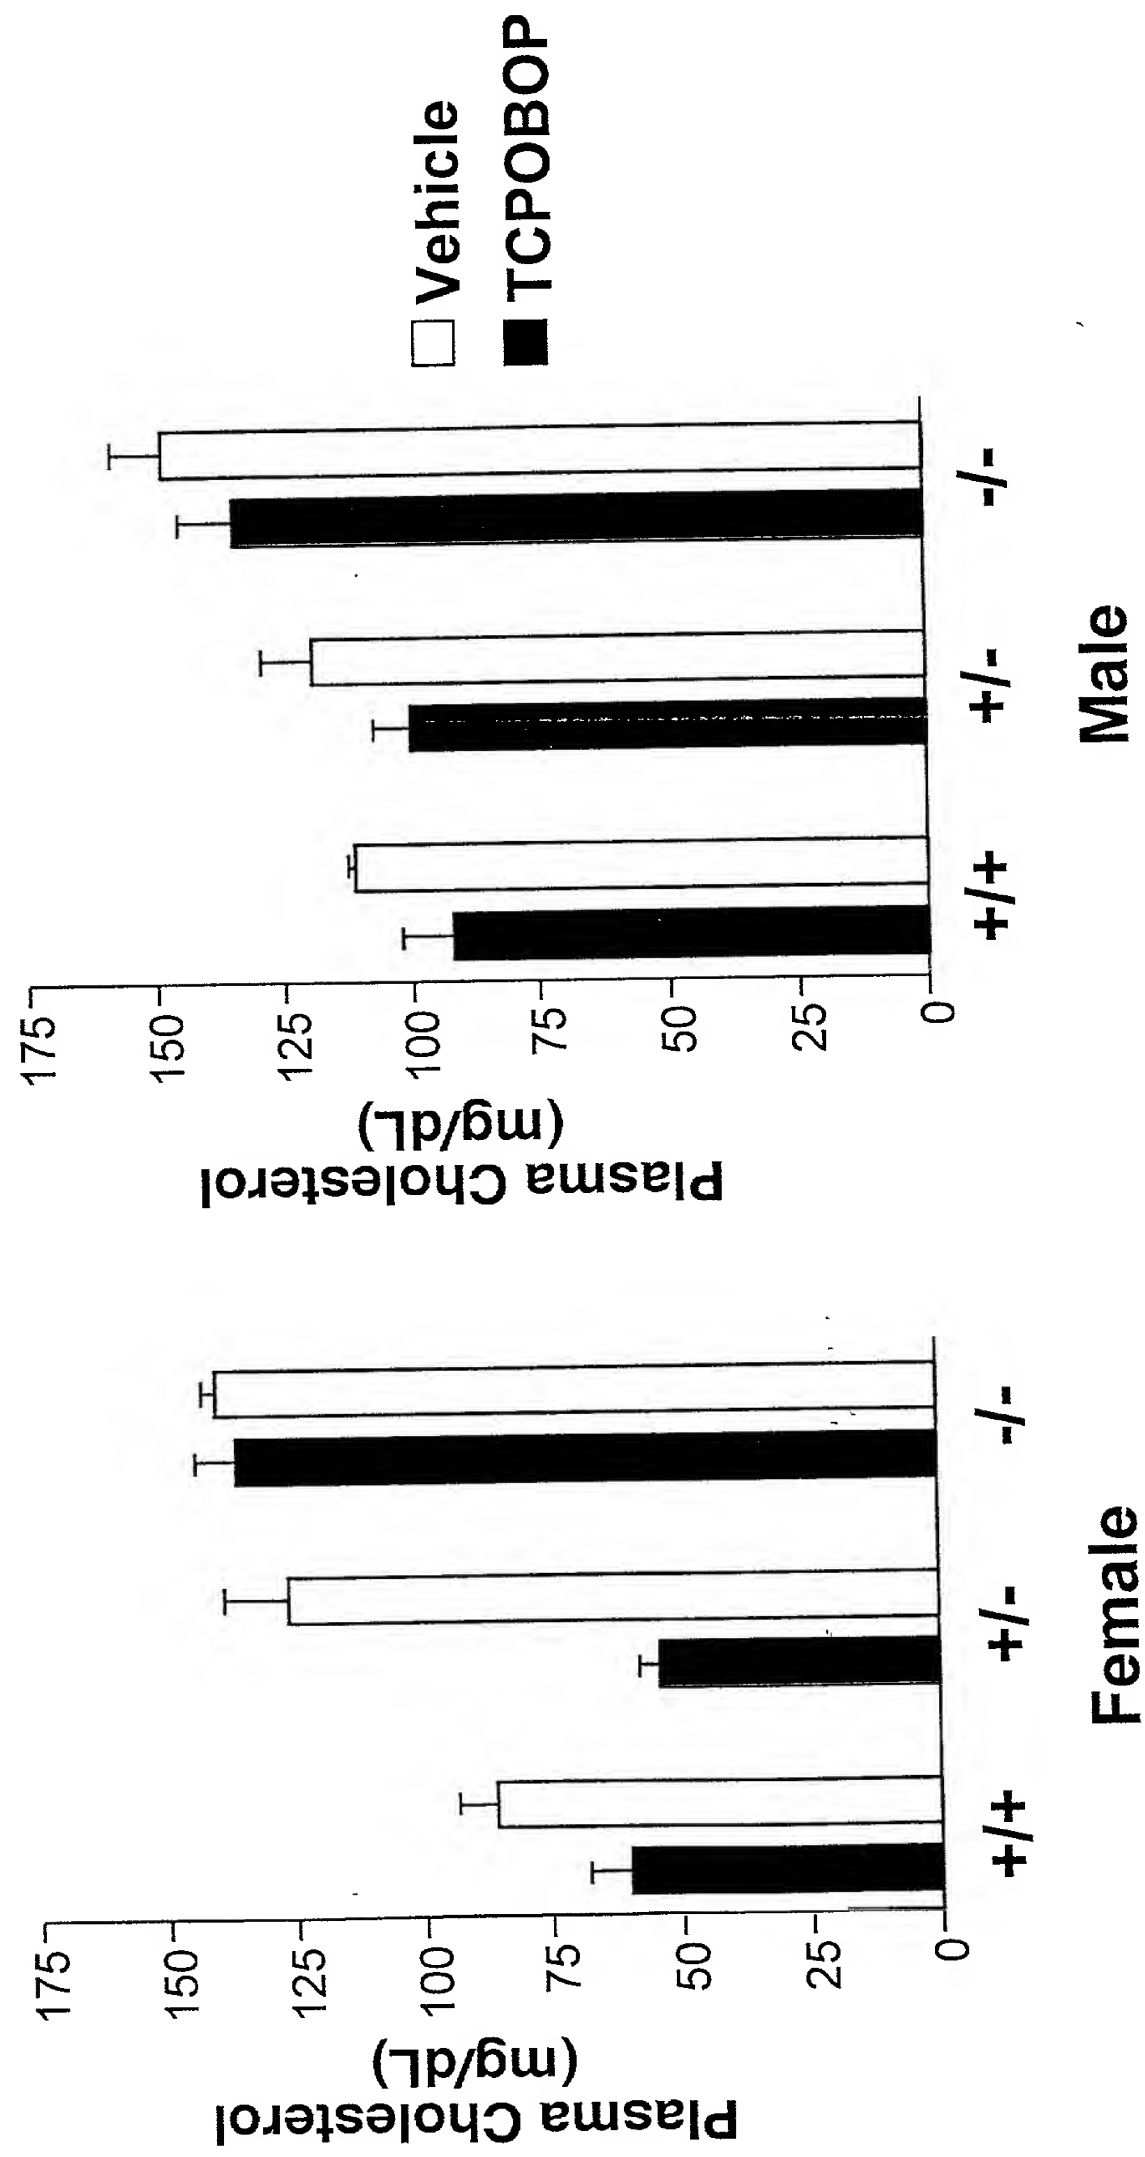 Plasma Cholesterol
(mg/dL)
175
150
125
100
75
50
25
0
+/+
+/-
-/-
Female
Plasma Cholesterol
(mg/dL)
175
150
125
100
75
50
25
0
+/+
+/-
-/-
Male
Vehicle
TCPOBOP